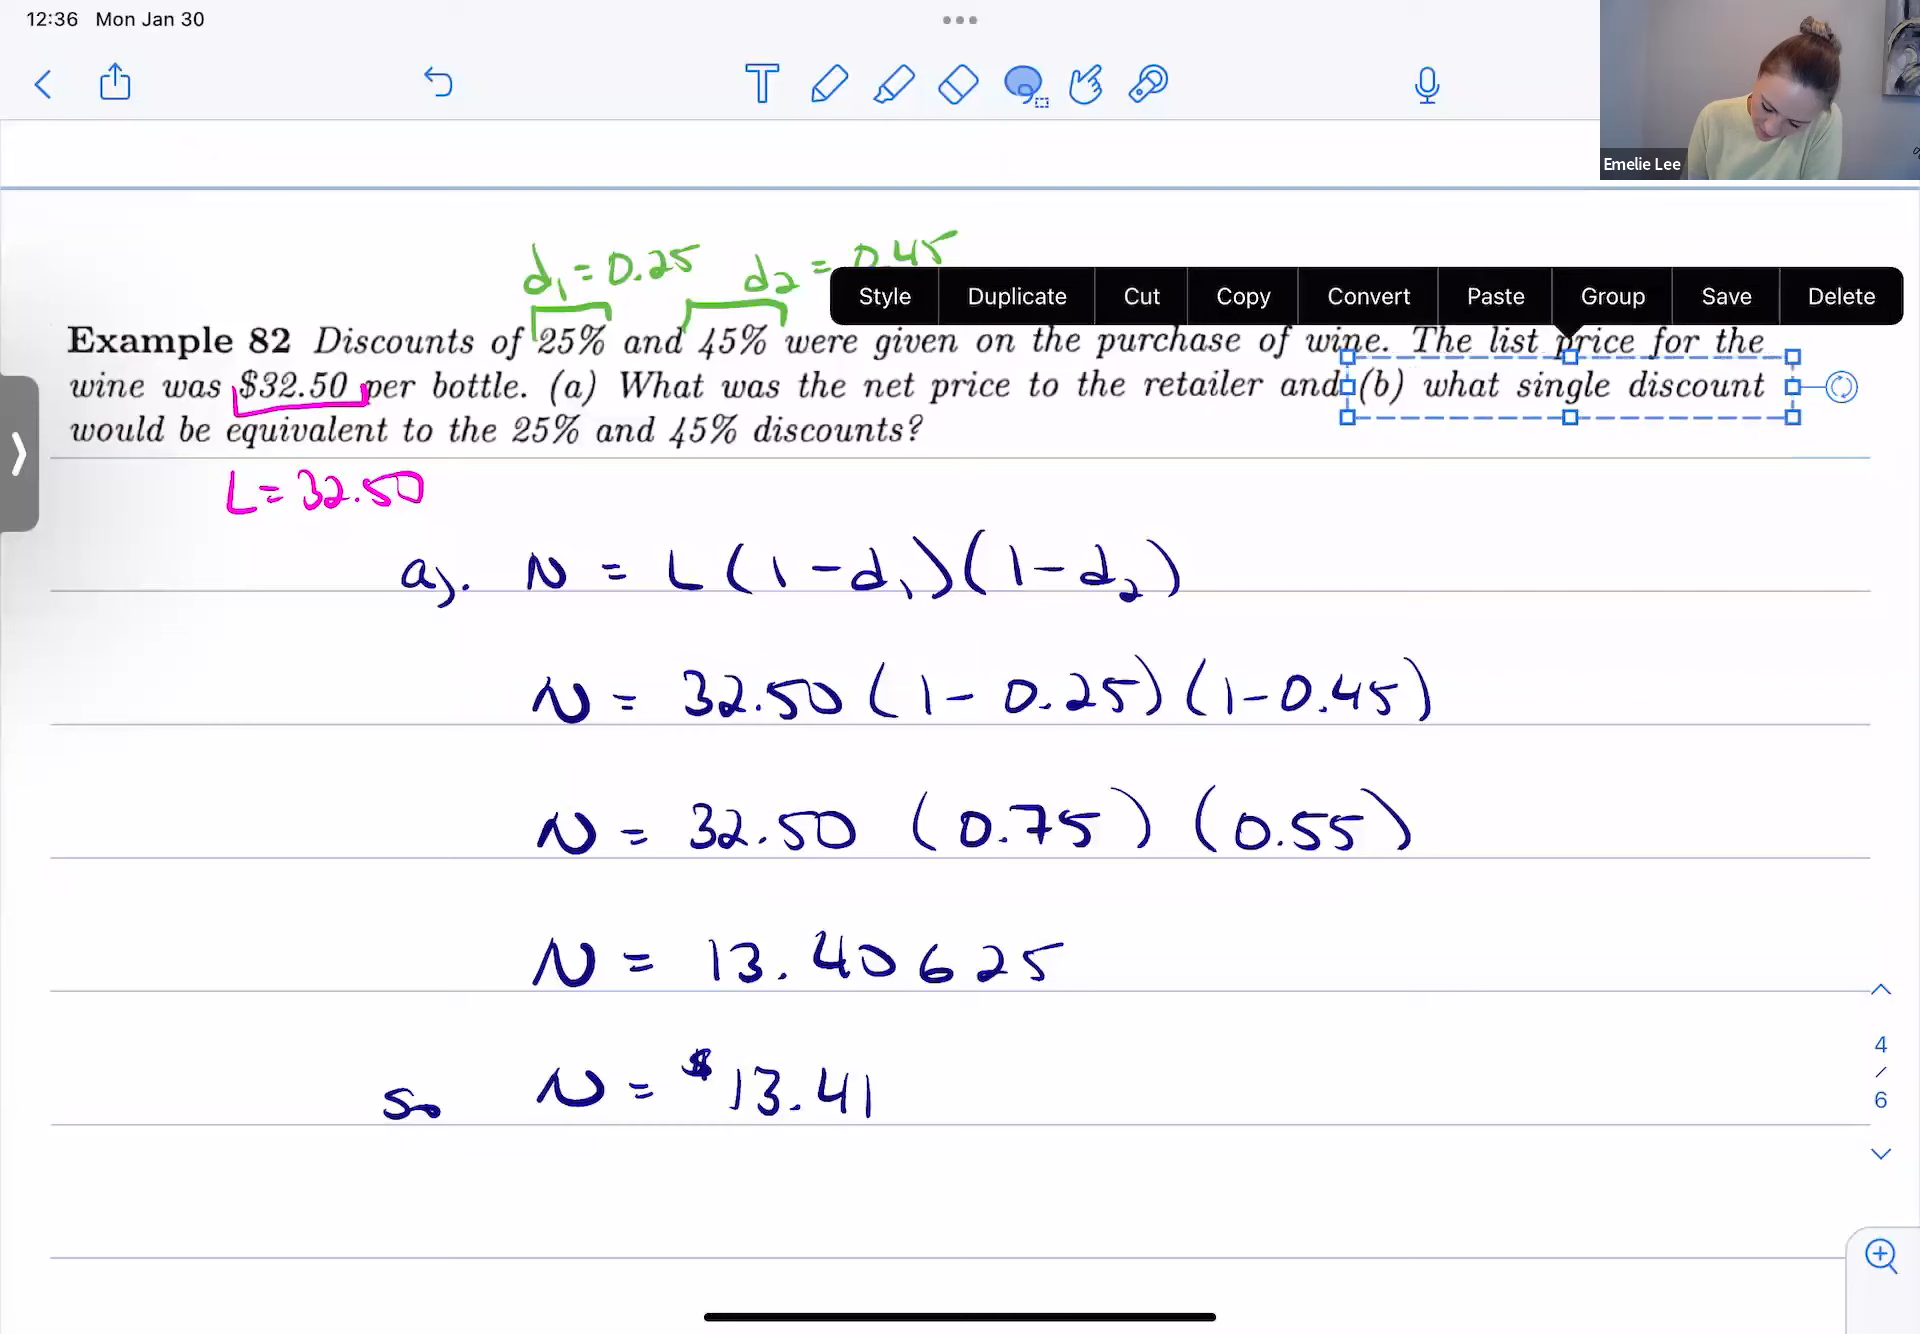 12:36 Mon Jan 30
Emelie Lee
d₁ = 0.25 d₂ = 0.45
Style Duplicate Cut Copy Convert Paste Group Save Delete
Example 82 Discounts of 25% and 45% were given on the purchase of wine. The list price for the
wine was $32.50 per bottle. (a) What was the net price to the retailer and (b) what single discount
would be equivalent to the 25% and 45% discounts?
L = 32.50
a). N = L(1-d₁)(1-d₂)
N = 32.50 (1 - 0.25)(1-0.45)
N = 32.50 (0.75) (0.55)
N = 13.40625
so N = $13.41
4
/
6